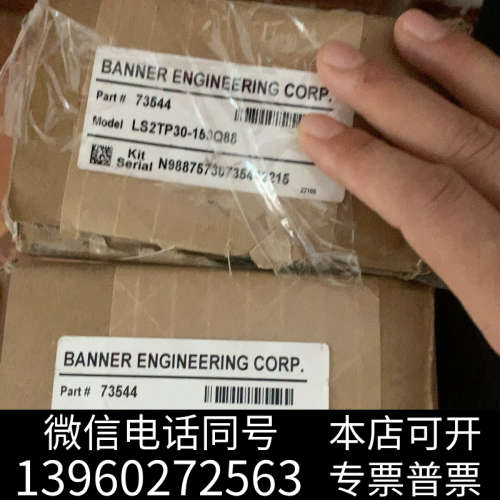 BANNER ENGINEERING CORP.
Part # 73544
Model LS2TP30-150Q88
Kit
Serial
BANNER ENGINEERING CORP.
Part # 73544
微信电话同号 本店可开
13960272563 专票普票